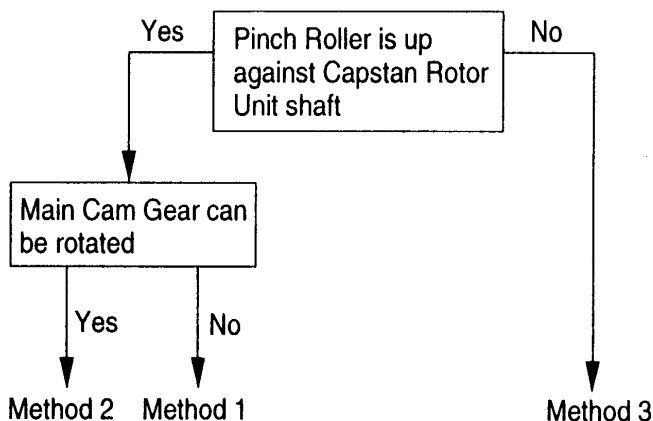 Yes
Pinch Roller is up
against Capstan Rotor
Unit shaft
No
Main Cam Gear can
be rotated
Yes
No
Method 2
Method 1
Method 3